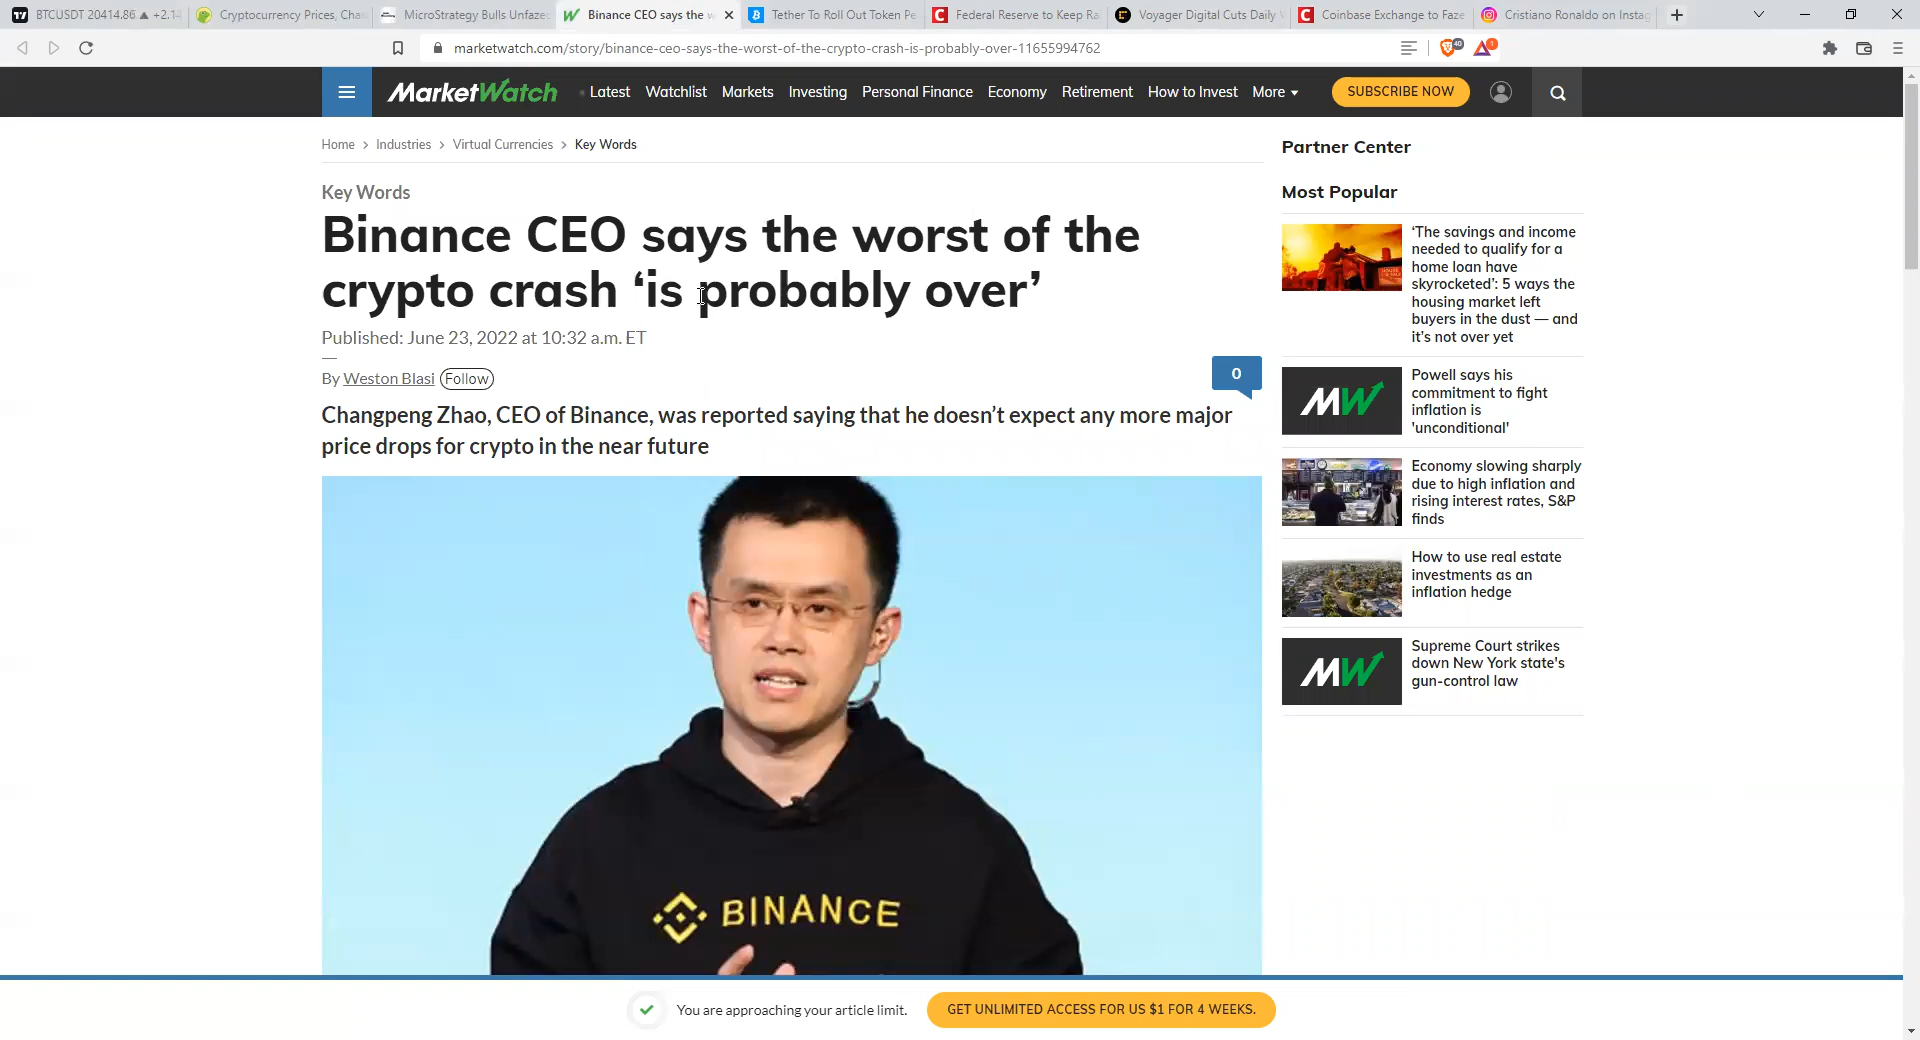 BTCUSDT 20414.86 ▲ +2.1
Cryptocurrency Prices, Cha
MicroStrategy Bulls Unfaze
Binance CEO says the w
Tether To Roll Out Token Pe
Federal Reserve to Keep Ra
Voyager Digital Cuts Daily
Coinbase Exchange to Faze
Cristiano Ronaldo on Instag
marketwatch.com/story/binance-ceo-says-the-worst-of-the-crypto-crash-is-probably-over-11655994762
40
1
MarketWatch
Latest Watchlist Markets Investing Personal Finance Economy Retirement How to Invest More
SUBSCRIBE NOW
Home > Industries > Virtual Currencies > Key Words
Key Words
Binance CEO says the worst of the
crypto crash ‘is probably over’
Published: June 23, 2022 at 10:32 a.m. ET
—
By Weston Blasi Follow
0
Changpeng Zhao, CEO of Binance, was reported saying that he doesn’t expect any more major
price drops for crypto in the near future
BINANCE
Partner Center
Most Popular
‘The savings and income
needed to qualify for a
home loan have
skyrocketed’: 5 ways the
housing market left
buyers in the dust — and
it’s not over yet
MW
Powell says his
commitment to fight
inflation is
'unconditional'
Economy slowing sharply
due to high inflation and
rising interest rates, S&P
finds
How to use real estate
investments as an
inflation hedge
MW
Supreme Court strikes
down New York state's
gun-control law
You are approaching your article limit.
GET UNLIMITED ACCESS FOR US $1 FOR 4 WEEKS.